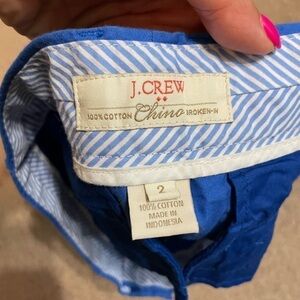 J.CREW
100% COTTON Chino BROKEN-IN
2
100% COTTON
MADE IN
INDONESIA